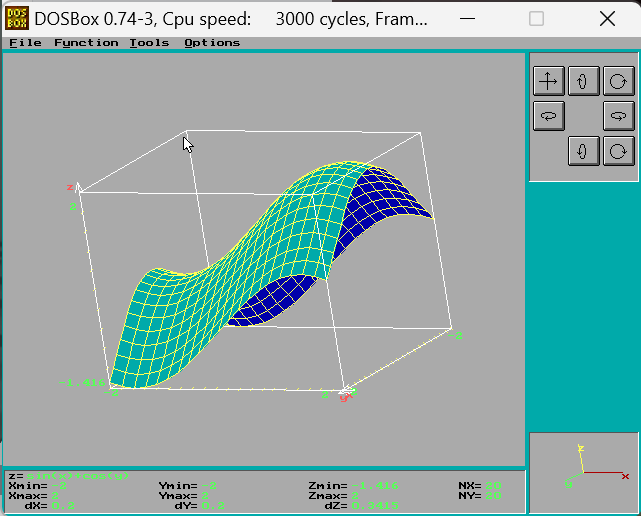 DOS BOX DOSBox 0.74-3, Cpu speed: 3000 cycles, Fram...
File Function Tools Options
z
2
-1.416
-2
2
y
-2
z
x
y
z= sin(x)+cos(y)
Xmin= -2 Ymin= -2 Zmin= -1.416 NX= 20
Xmax= 2 Ymax= 2 Zmax= 2 NY= 20
dX= 0.2 dY= 0.2 dZ= 0.3415